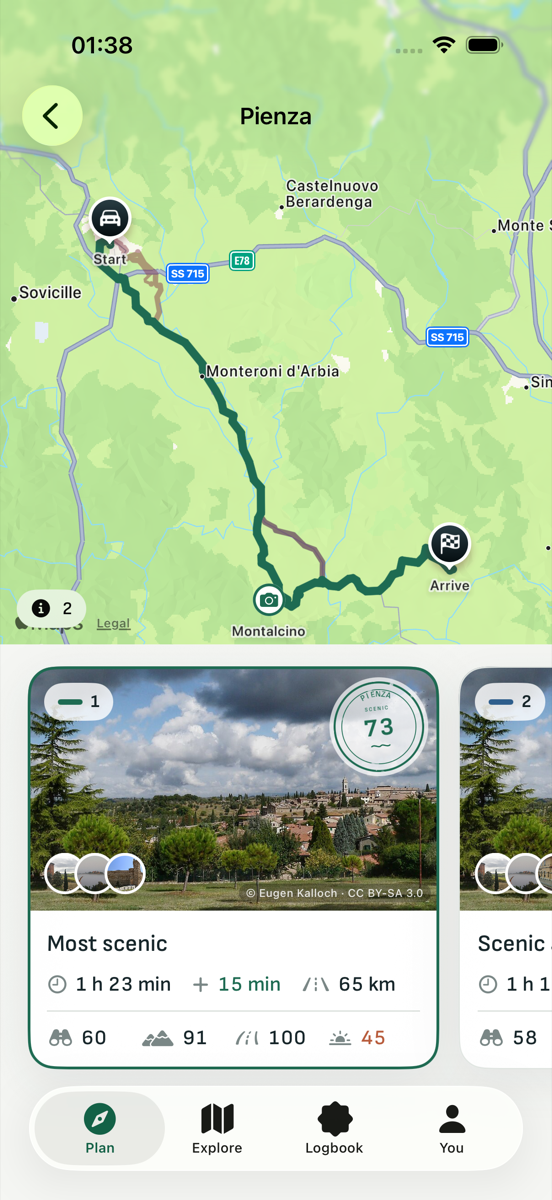 01:38
Pienza
Castelnuovo
Berardenga
Monte S
Start
E78
SS 715
Sovicille
SS 715
Monteroni d'Arbia
Sin
Arrive
Montalcino
2
Legal
1
PIENZA
SCENIC
73
2
© Eugen Kalloch · CC BY-SA 3.0
Most scenic
Scenic
1 h 23 min
15 min
65 km
1 h 1
60
91
100
45
58
Plan
Explore
Logbook
You